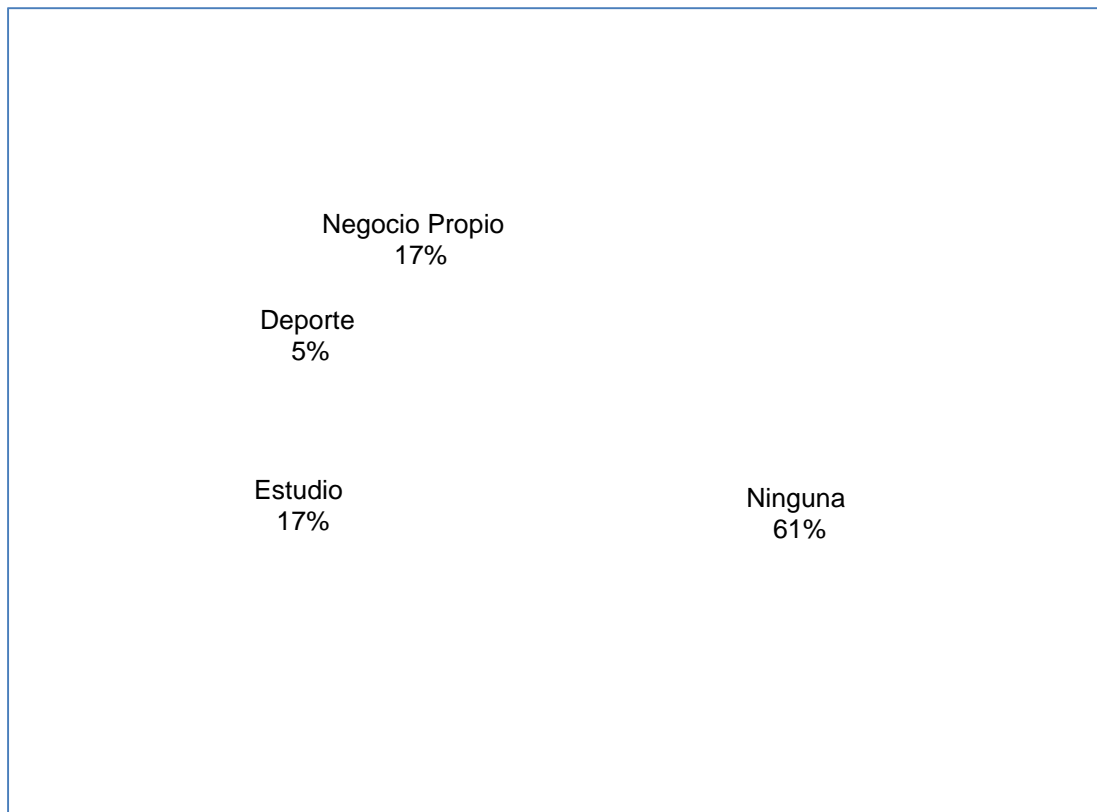 Negocio Propio
17%
Deporte
5%
Estudio
17%
Ninguna
61%